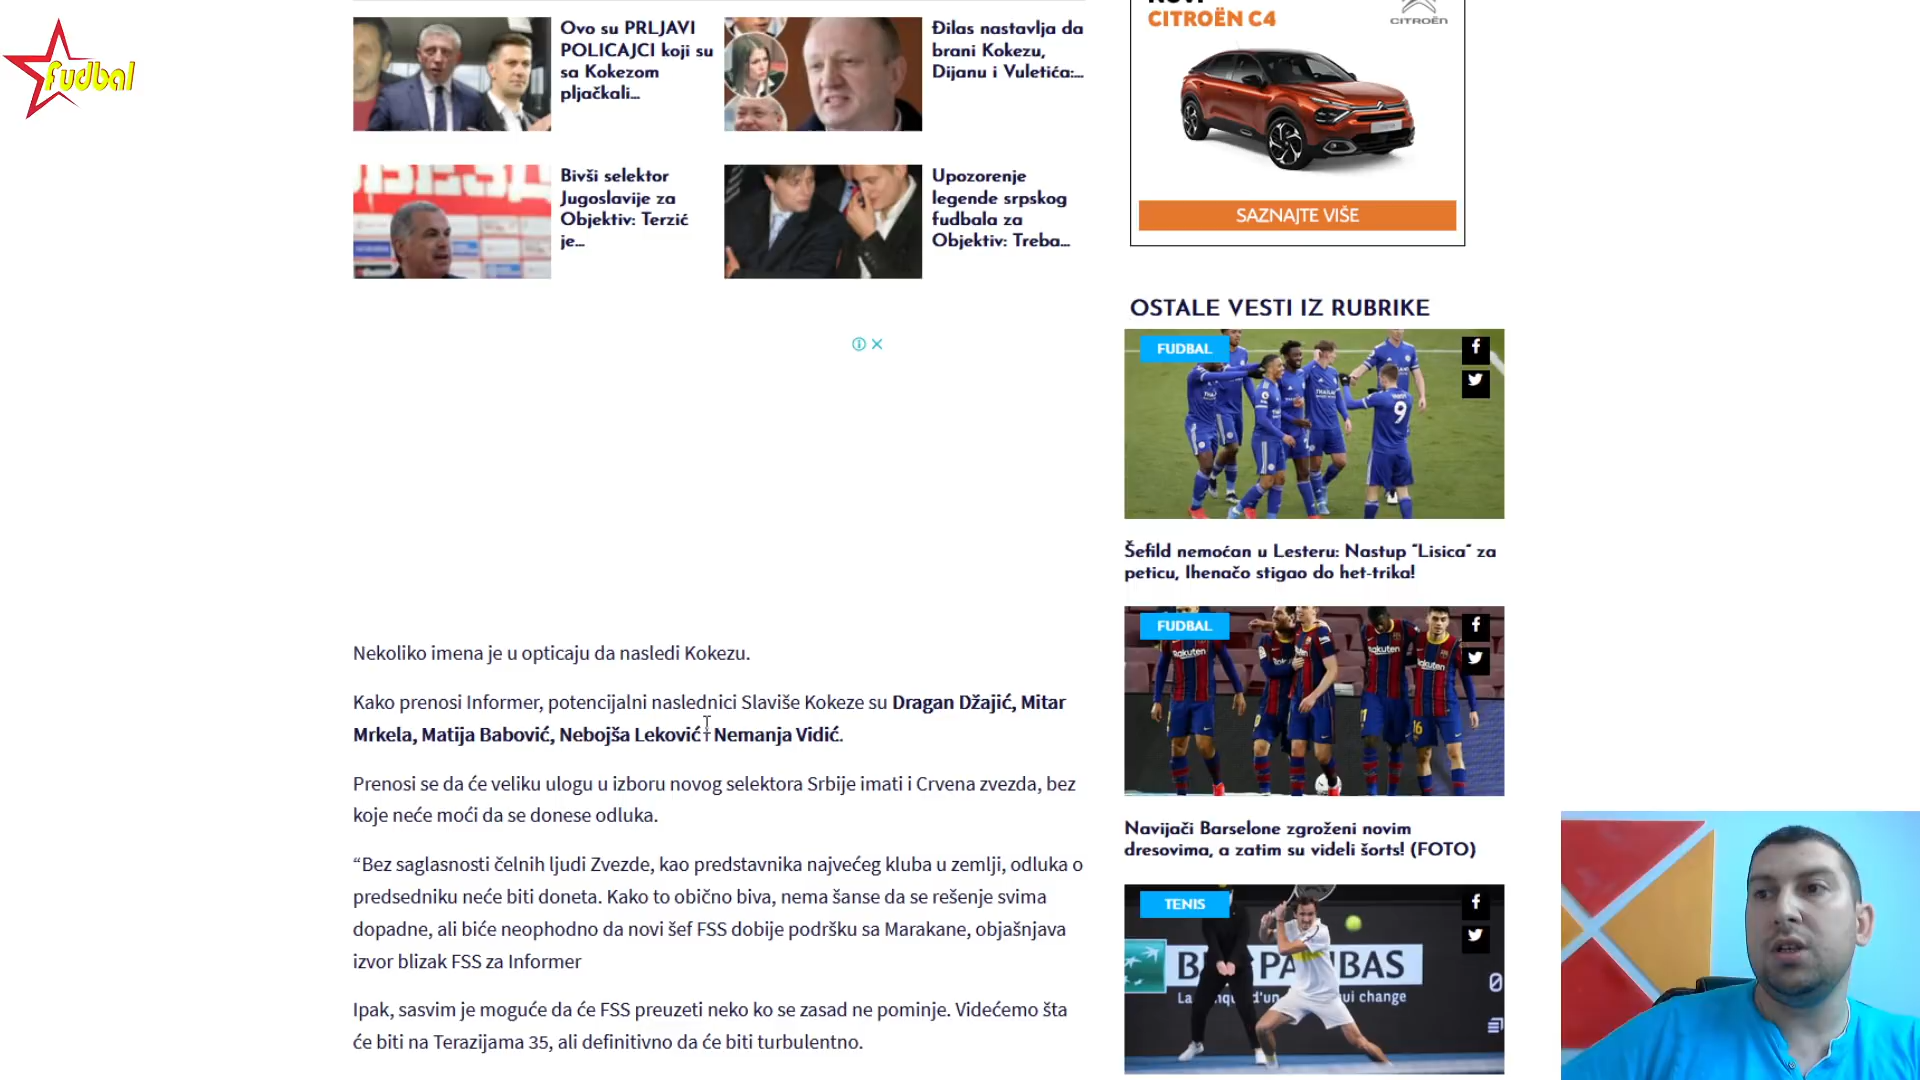 fudbal
Ovo su PRLJAVI
POLICAJCI koji su
sa Kokezom
pljačkali...
Đilas nastavlja da
brani Kokezu,
Dijanu i Vuletića:...
Bivši selektor
Jugoslavije za
Objektiv: Terzić
je...
Upozorenje
legende srpskog
fudbala za
Objektiv: Treba...
Nekoliko imena je u opticaju da nasledi Kokezu.
Kako prenosi Informer, potencijalni naslednici Slaviše Kokeze su Dragan Džajić, Mitar
Mrkela, Matija Babović, Nebojša Leković i Nemanja Vidić.
Prenosi se da će veliku ulogu u izboru novog selektora Srbije imati i Crvena zvezda, bez
koje neće moći da se donese odluka.
“Bez saglasnosti čelnih ljudi Zvezde, kao predstavnika najvećeg kluba u zemlji, odluka o
predsedniku neće biti doneta. Kako to obično biva, nema šanse da se rešenje svima
dopadne, ali biće neophodno da novi šef FSS dobije podršku sa Marakane, objašnjava
izvor blizak FSS za Informer
Ipak, sasvim je moguće da će FSS preuzeti neko ko se zasad ne pominje. Videćemo šta
će biti na Terazijama 35, ali definitivno da će biti turbulentno.
NOVI
CITROËN C4
CITROËN
SAZNAJTE VIŠE
OSTALE VESTI IZ RUBRIKE
FUDBAL
9
Šefild nemoćan u Lesteru: Nastup “Lisica” za
peticu, Ihenačo stigao do het-trika!
FUDBAL
Rakuten
Rakuten
Rakuten
16
Navijači Barselone zgroženi novim
dresovima, a zatim su videli šorts! (FOTO)
TENIS